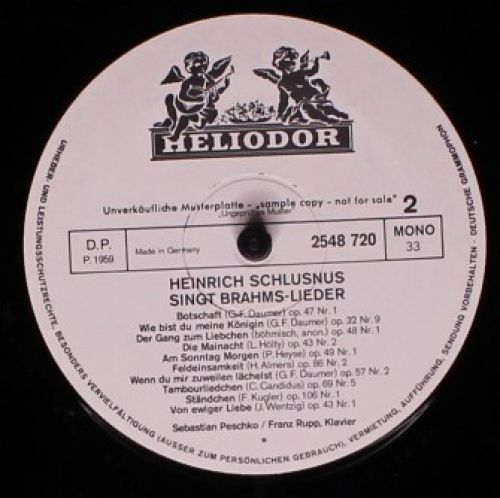 HELIODOR
Unverkäufliche Musterplatte - „sample copy - not for sale"
„Ungeprüftes Muster"
2
D.P.
P. 1959
Made in Germany
2548 720
MONO
33
HEINRICH SCHLUSNUS
SINGT BRAHMS-LIEDER
Botschaft (G.F. Daumer) op. 47 Nr. 1
Wie bist du meine Königin (G.F. Daumer) op. 32 Nr. 9
Der Gang zum Liebchen (böhmisch, anon.) op. 48 Nr. 1
Die Mainacht (L. Hölty) op. 43 Nr. 2
Am Sonntag Morgen (P. Heyse) op. 49 Nr. 1
Feldeinsamkeit (H. Almers) op. 86 Nr. 2
Wenn du mir zuweilen lächelst (G.F. Daumer) op. 57 Nr. 2
Tambourliedchen (C. Candidus) op. 69 Nr. 5
Ständchen (F. Kugler) op. 106 Nr. 1
Von ewiger Liebe (J. Wentzig) op. 43 Nr. 1
Sebastian Peschko / Franz Rupp, Klavier
URHEBER- UND LEISTUNGSSCHUTZRECHTE, BESONDERS VERVIELFÄLTIGUNG (AUSSER ZUM PERSÖNLICHEN GEBRAUCH), VERMIETUNG, AUFFÜHRUNG, SENDUNG VORBEHALTEN - DEUTSCHE GRAMMOPHON